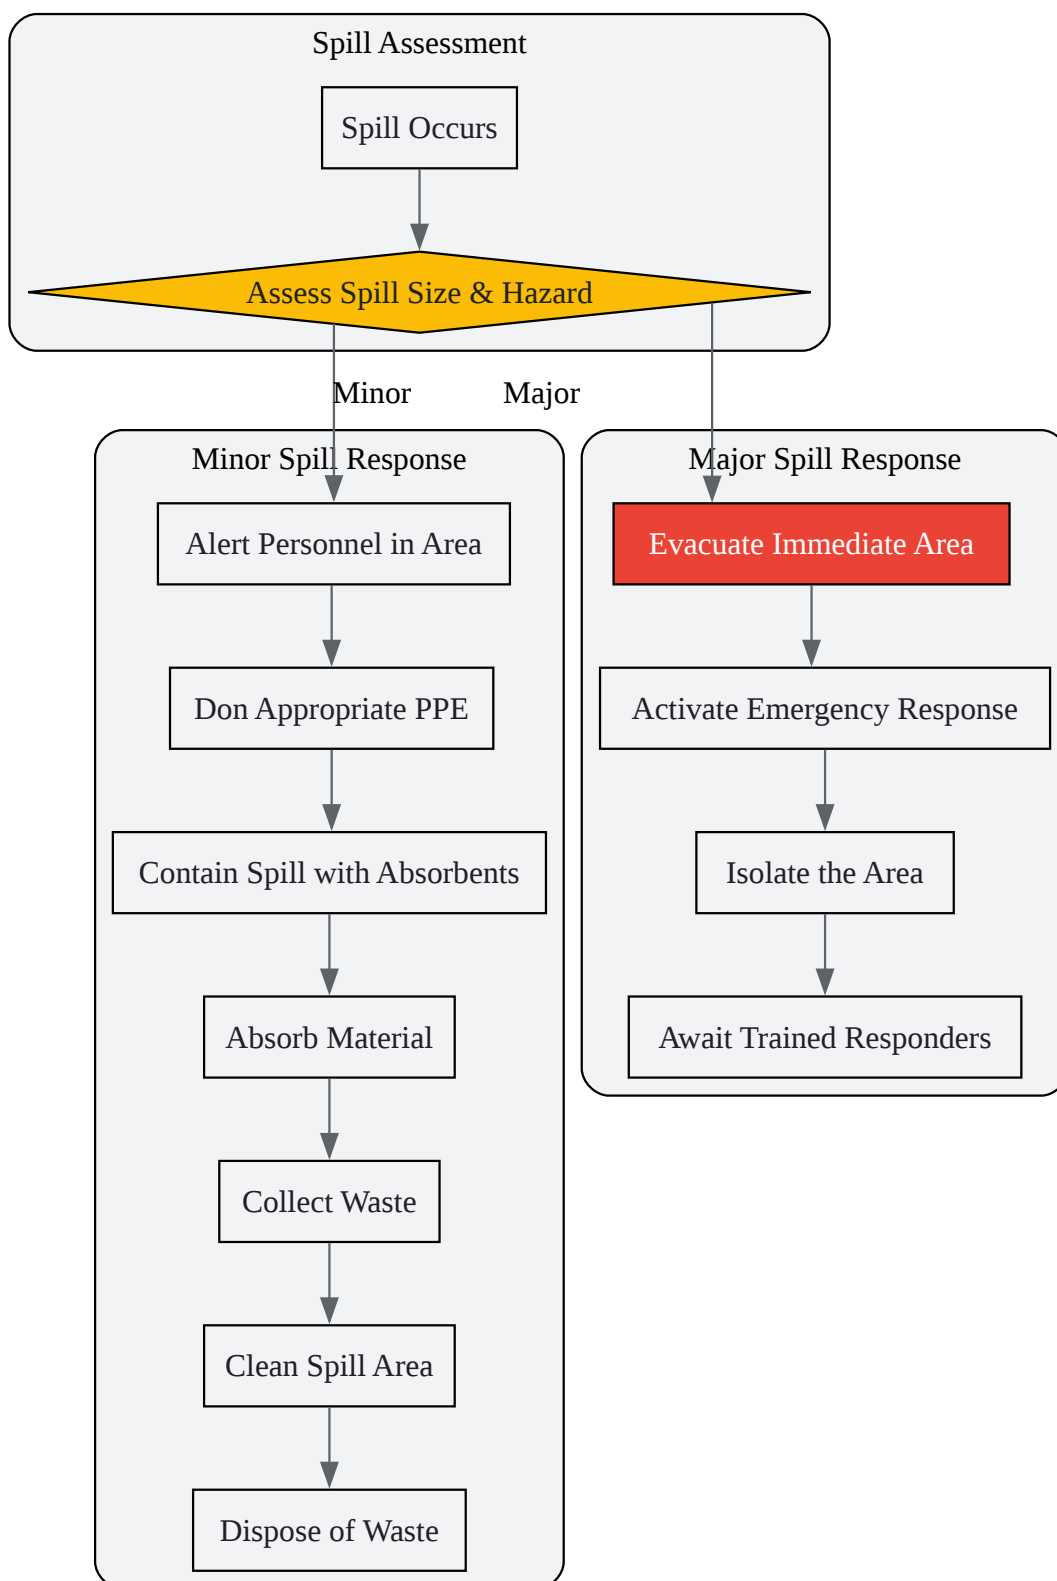 Spill Assessment
Spill Occurs
Assess Spill Size & Hazard
Minor
Major
Minor Spill Response
Alert Personnel in Area
Don Appropriate PPE
Contain Spill with Absorbents
Absorb Material
Collect Waste
Clean Spill Area
Dispose of Waste
Major Spill Response
Evacuate Immediate Area
Activate Emergency Response
Isolate the Area
Await Trained Responders